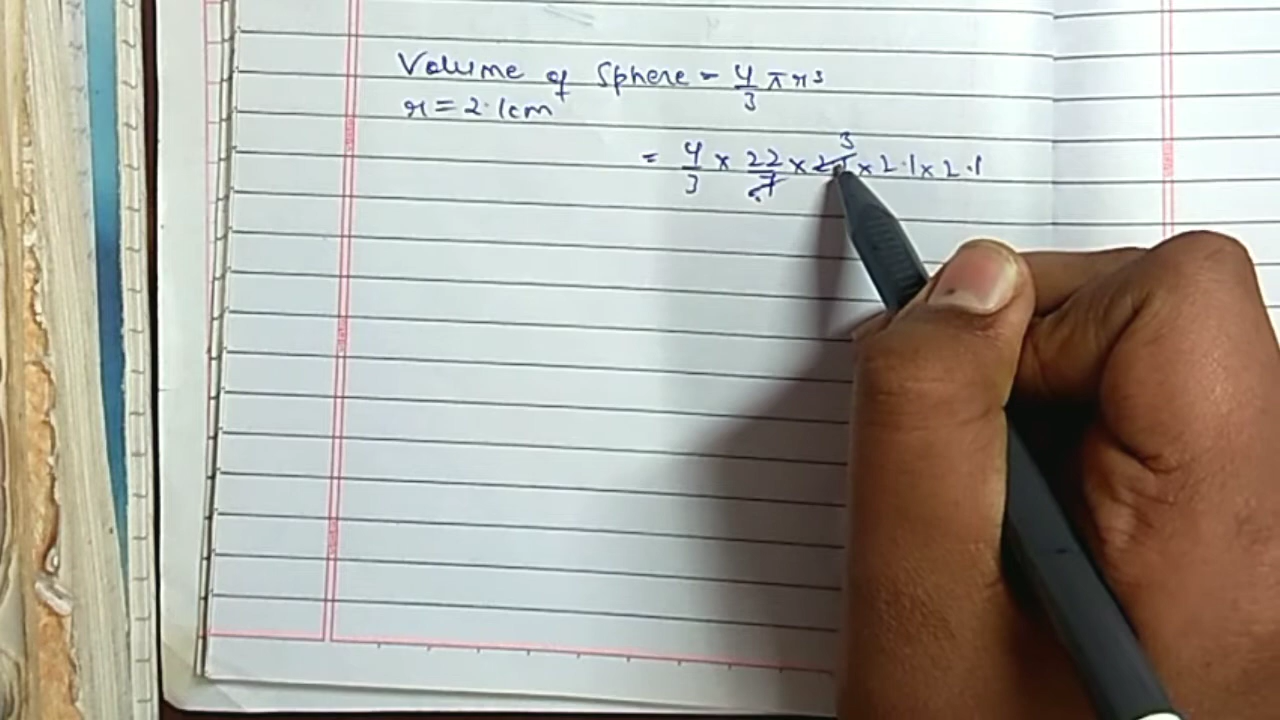 Volume of Sphere = 4/3 πr³
r = 2.1cm
= 4/3 × 22/7 × 2.1 × 2.1 × 2.1
3